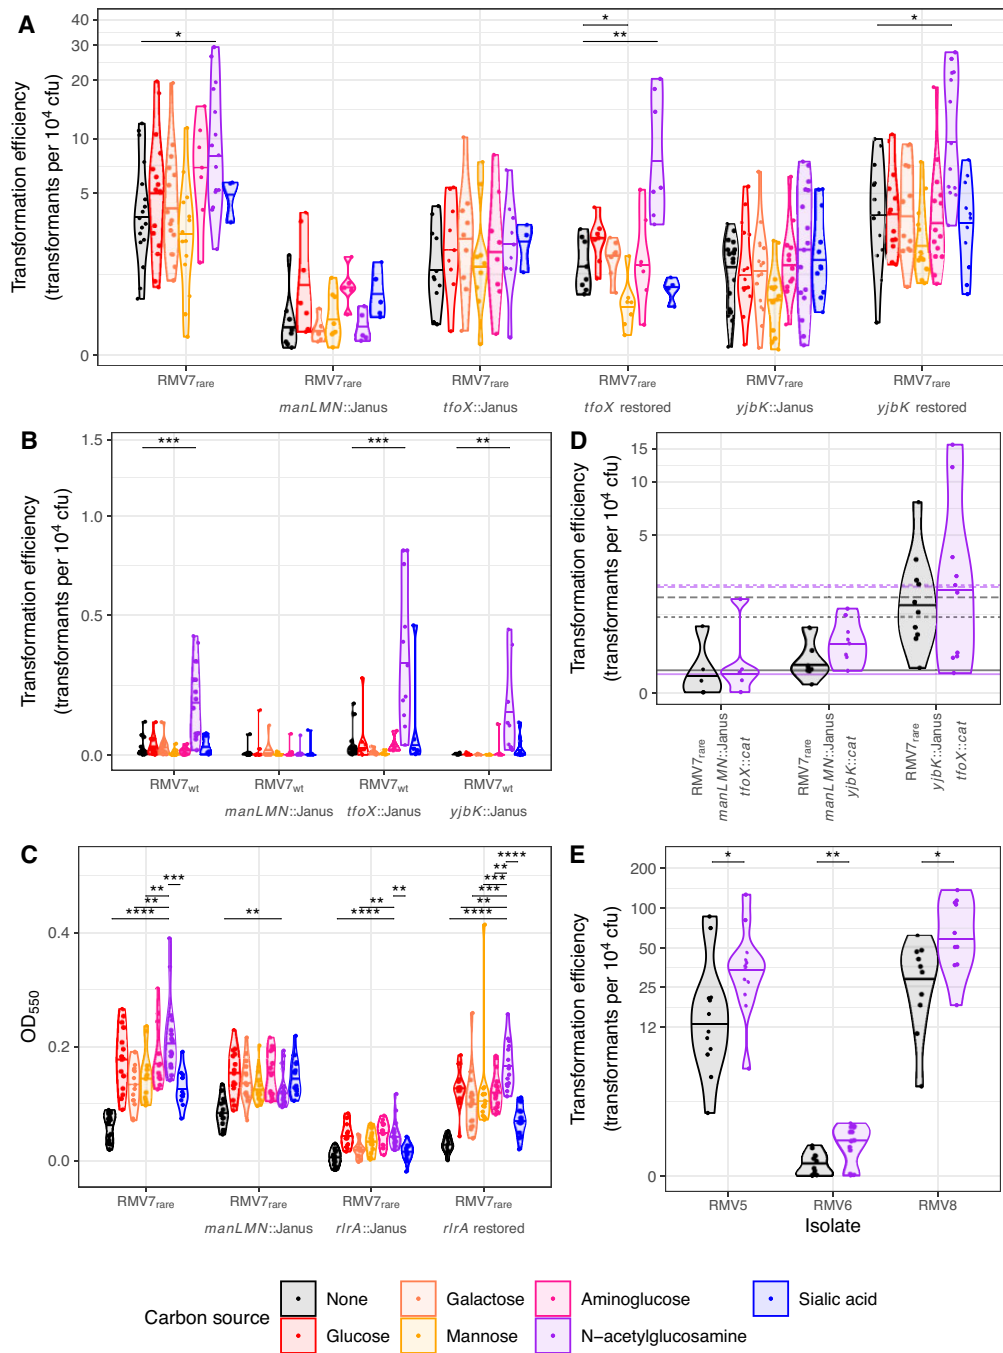 A
Transformation efficiency
(transformants per 10⁴ cfu)
40
30
20
10
5
0
*
*
**
*
RMV7rare
RMV7rare
RMV7rare
RMV7rare
RMV7rare
RMV7rare
manLMN::Janus
tfoX::Janus
tfoX restored
yjbK::Janus
yjbK restored
B
Transformation efficiency
(transformants per 10⁴ cfu)
1.5
1.0
0.5
0.0
***
***
**
RMV7wt
RMV7wt
RMV7wt
RMV7wt
manLMN::Janus
tfoX::Janus
yjbK::Janus
D
Transformation efficiency
(transformants per 10⁴ cfu)
15
10
5
0
RMV7rare
manLMN::Janus
tfoX::cat
RMV7rare
manLMN::Janus
yjbK::cat
RMV7rare
yjbK::Janus
tfoX::cat
C
OD550
0.4
0.2
0.0
***
**
**
****
**
**
**
****
****
**
***
***
**
****
RMV7rare
RMV7rare
RMV7rare
RMV7rare
manLMN::Janus
rlrA::Janus
rlrA restored
E
Transformation efficiency
(transformants per 10⁴ cfu)
200
100
50
25
12
0
*
**
*
RMV5
RMV6
RMV8
Isolate
Carbon source
None
Galactose
Aminoglucose
Sialic acid
Glucose
Mannose
N−acetylglucosamine